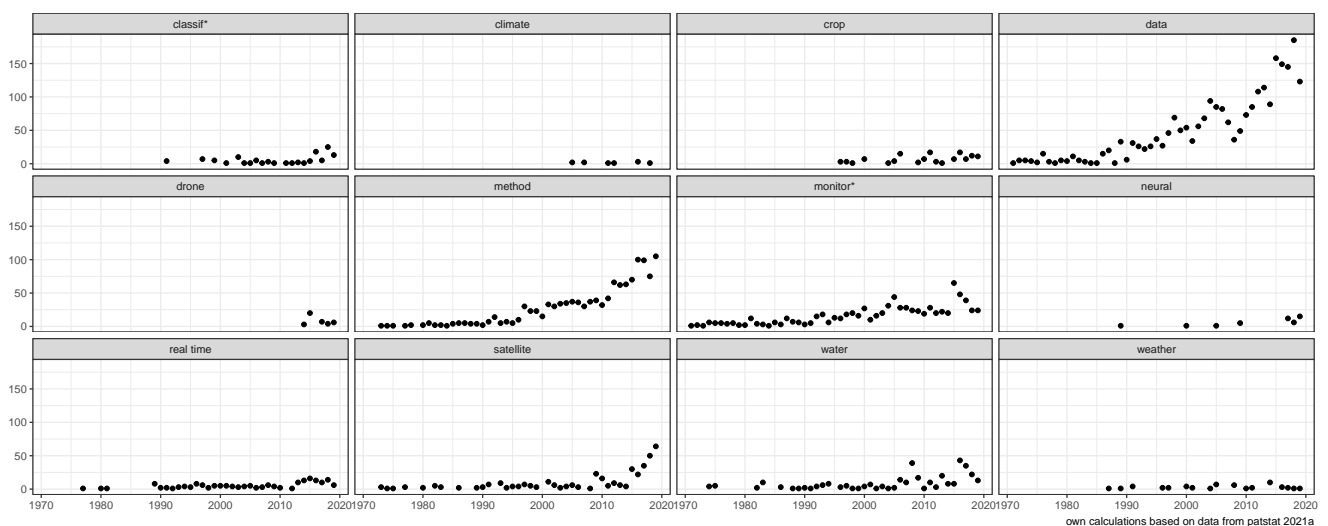 classif* climate crop data
150
100
50
0
drone method monitor* neural
150
100
50
0
real time satellite water weather
150
100
50
0
1970 1980 1990 2000 2010 2020 1970 1980 1990 2000 2010 2020 1970 1980 1990 2000 2010 2020 1970 1980 1990 2000 2010 2020
own calculations based on data from patstat 2021a